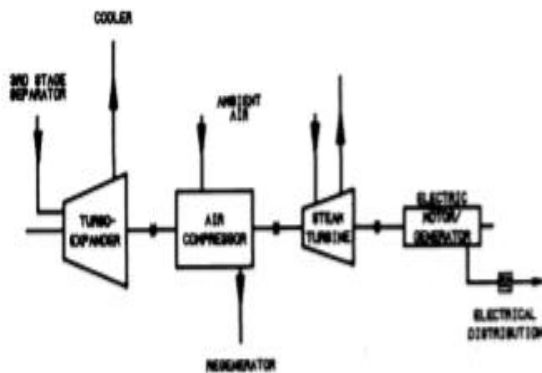 COOLER
3RD STAGE
SEPARATOR
AMBIENT
AIR
TURBO-
EXPANDER
AIR
COMPRESSOR
STEAM
TURBINE
ELECTRIC
MOTOR/
GENERATOR
REGENERATOR
ELECTRICAL
DISTRIBUTION